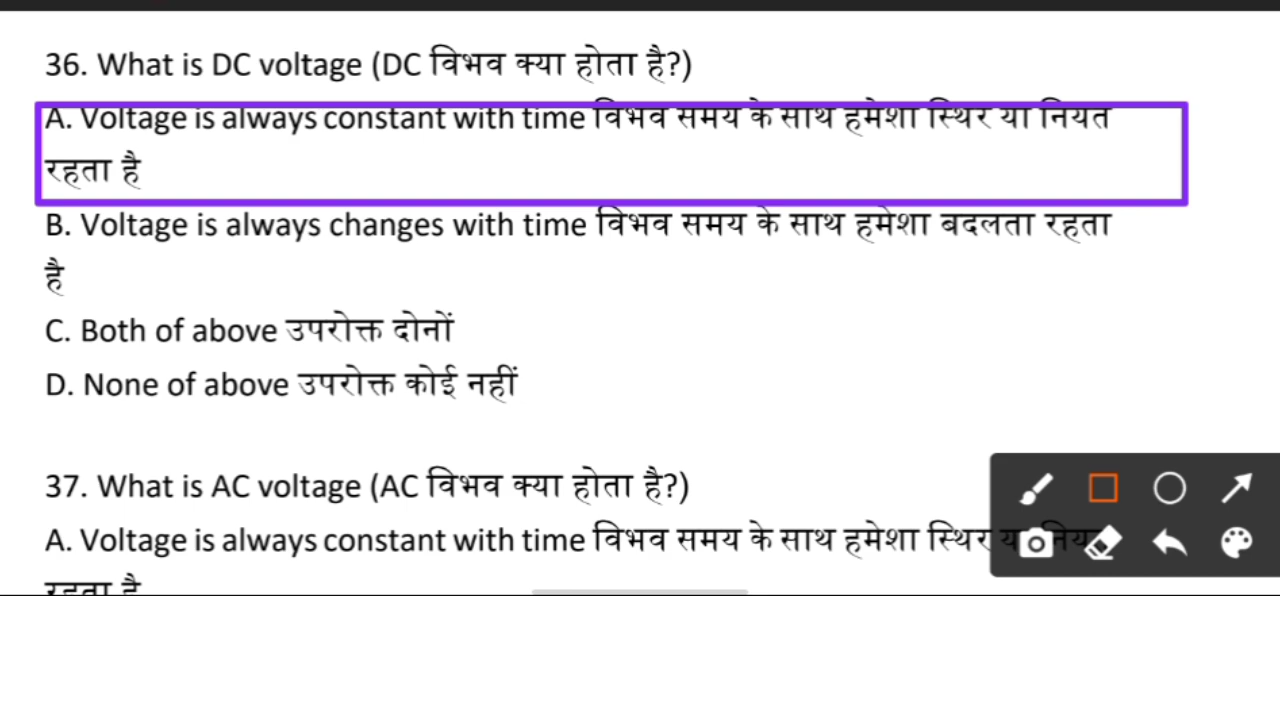 36. What is DC voltage (DC विभव क्या होता है?)
A. Voltage is always constant with time विभव समय के साथ हमेशा स्थिर या नियत
रहता है
B. Voltage is always changes with time विभव समय के साथ हमेशा बदलता रहता
है
C. Both of above उपरोक्त दोनों
D. None of above उपरोक्त कोई नहीं
37. What is AC voltage (AC विभव क्या होता है?)
A. Voltage is always constant with time विभव समय के साथ हमेशा स्थिर
रहता है